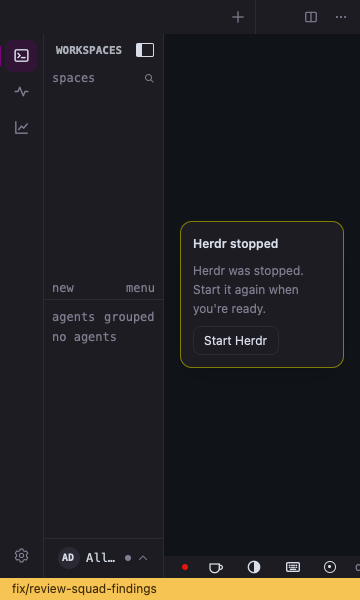 WORKSPACES
spaces
new menu
agents grouped
no agents
AD All…
Herdr stopped
Herdr was stopped.
Start it again when
you're ready.
Start Herdr
fix/review-squad-findings